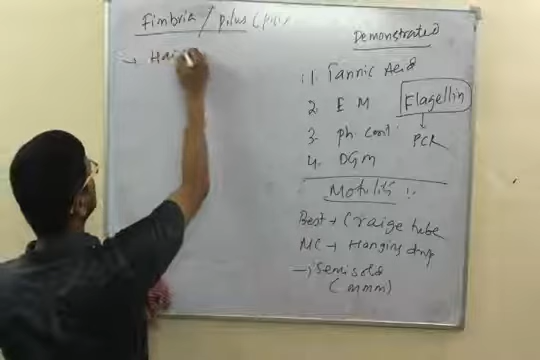 Fimbria / pilus (pili)
→ Hai
Demonstrated
1. Tannic Acid
2. E M
3. ph. cont.
4. DGM
Flagellin
PCR
Motility :-
Best → Craige tube
MC → Hanging drop
→ Semisolid
(mmm)